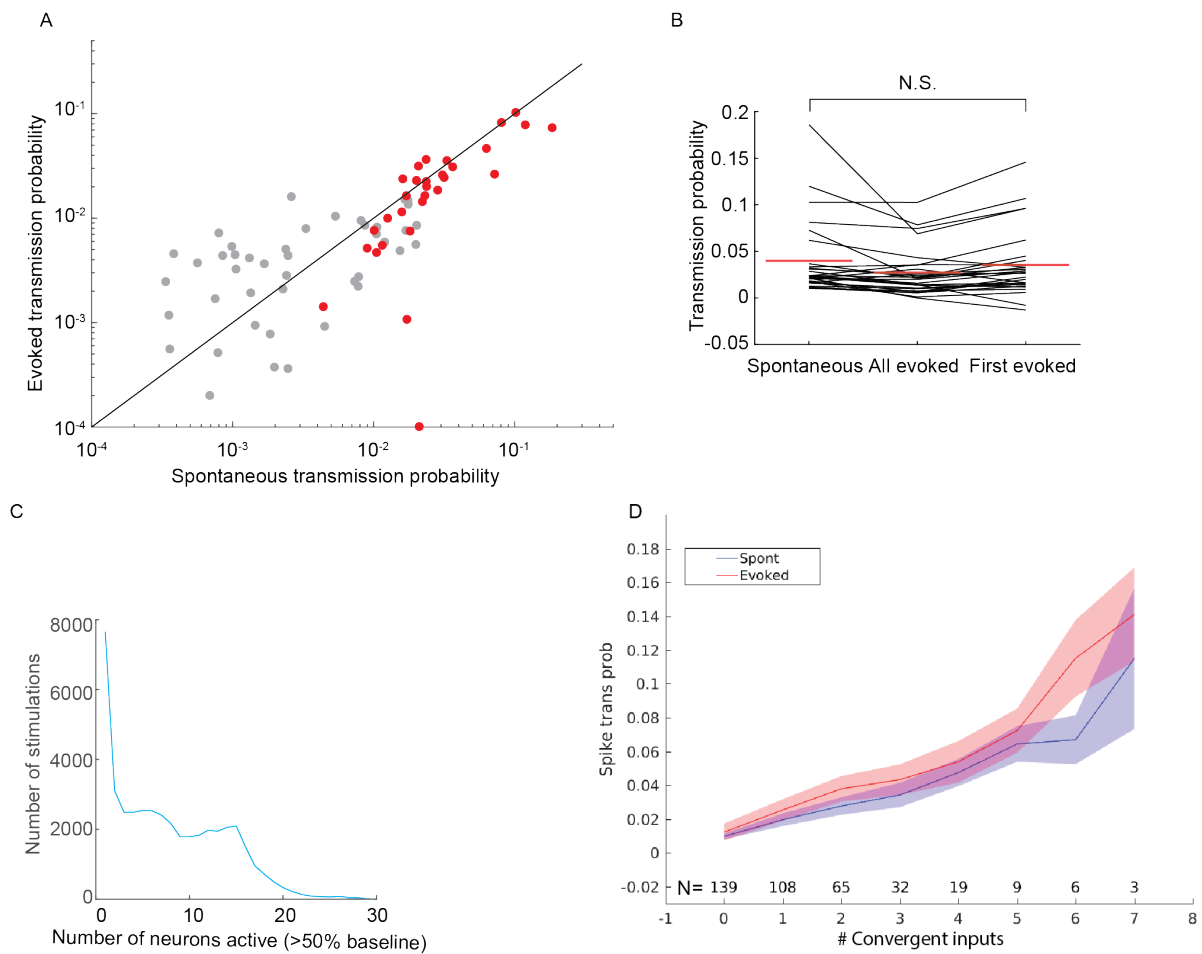 A
Evoked transmission probability
10-1
10-2
10-3
10-4
10-4
10-3
10-2
10-1
Spontaneous transmission probability
B
N.S.
Transmission probability
0.2
0.15
0.1
0.05
0
-0.05
Spontaneous All evoked First evoked
C
Number of stimulations
8000
6000
4000
2000
0
0 10 20 30
Number of neurons active (>50% baseline)
D
Spike trans prob
0.18
0.16
0.14
0.12
0.1
0.08
0.06
0.04
0.02
0
-0.02
Spont
Evoked
N= 139 108 65 32 19 9 6 3
-1 0 1 2 3 4 5 6 7 8
# Convergent inputs